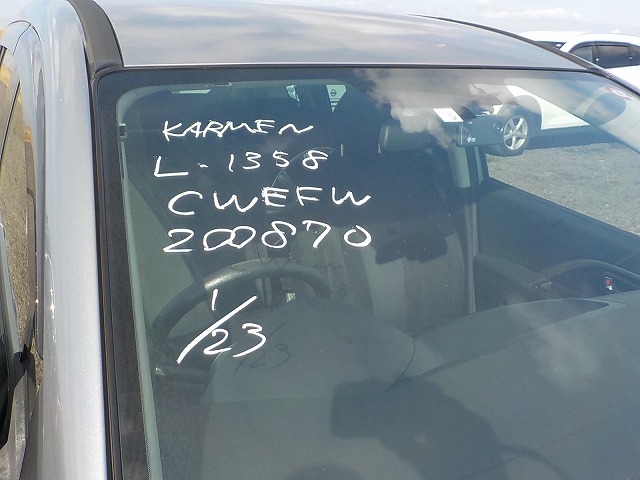 KARMEN
L-1358
CWEFW
200870
1/23